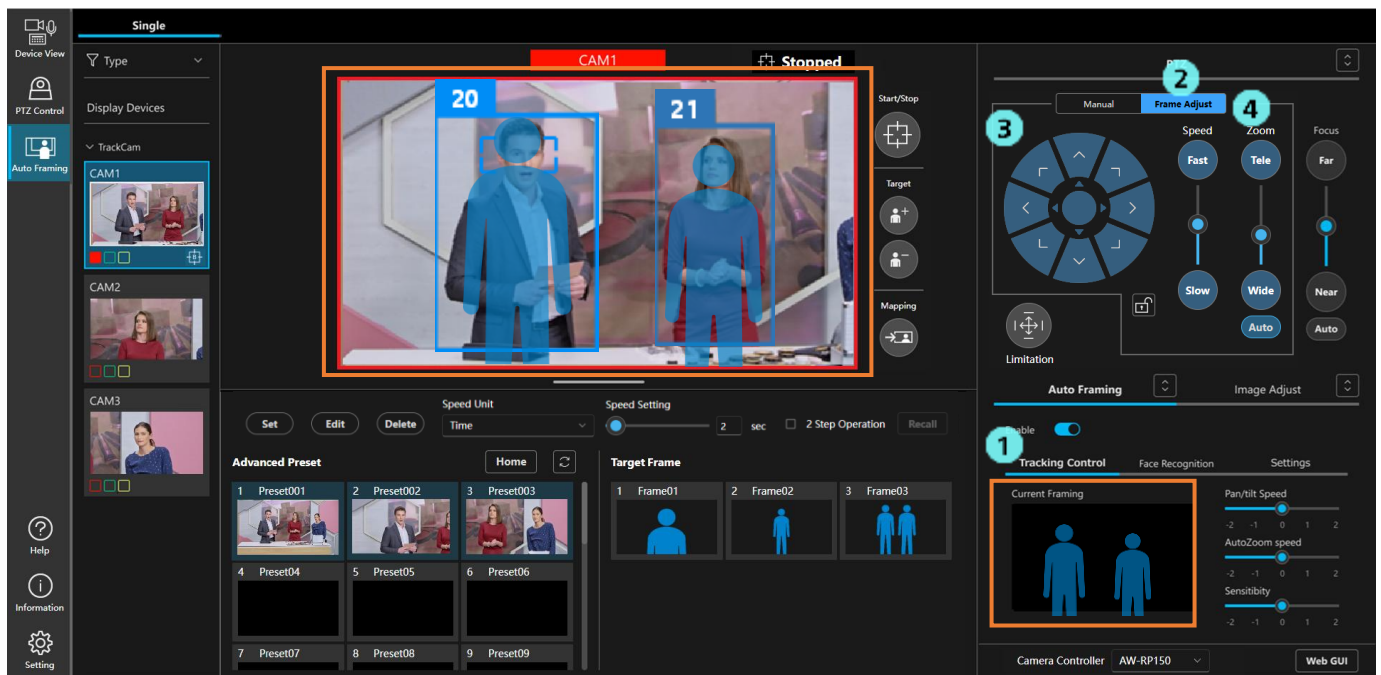 Single
Device View
PTZ Control
Auto Framing
Help
Information
Setting
Type
Display Devices
TrackCam
CAM1
CAM2
CAM3
CAM1
Stopped
20
21
Start/Stop
Target
Mapping
Set
Edit
Delete
Speed Unit
Time
Speed Setting
2 sec
2 Step Operation
Recall
Advanced Preset
Home
1 Preset001
2 Preset002
3 Preset003
4 Preset04
5 Preset05
6 Preset06
7 Preset07
8 Preset08
9 Preset09
Target Frame
1 Frame01
2 Frame02
3 Frame03
PTZ
2
Manual
Frame Adjust
3
4
Speed
Zoom
Focus
Fast
Tele
Far
Slow
Wide
Near
Auto
Auto
Limitation
Auto Framing
Image Adjust
Enable
1
Tracking Control
Face Recognition
Settings
Current Framing
Pan/tilt Speed
-2 -1 0 1 2
AutoZoom speed
-2 -1 0 1 2
Sensitibity
-2 -1 0 1 2
Camera Controller
AW-RP150
Web GUI